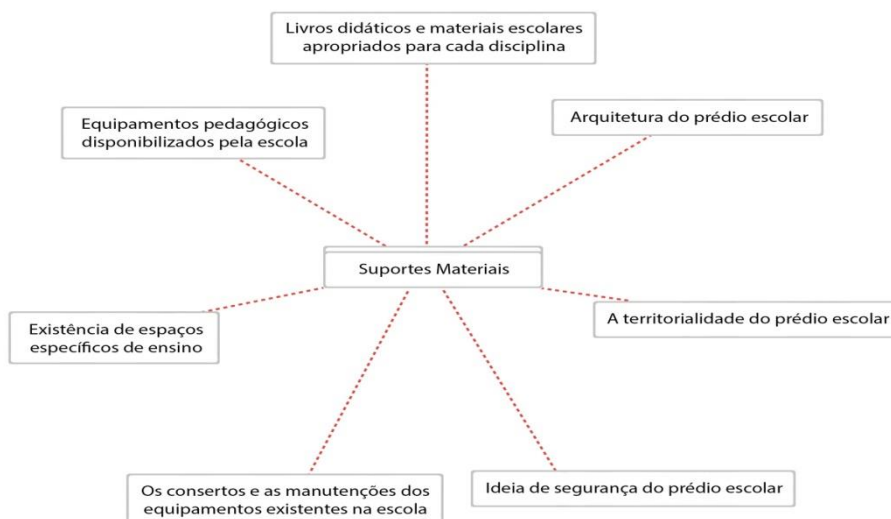 Livros didáticos e materiais escolares
apropriados para cada disciplina
Equipamentos pedagógicos
disponibilizados pela escola
Arquitetura do prédio escolar
Suportes Materiais
Existência de espaços
específicos de ensino
A territorialidade do prédio escolar
Os consertos e as manutenções dos
equipamentos existentes na escola
Ideia de segurança do prédio escolar